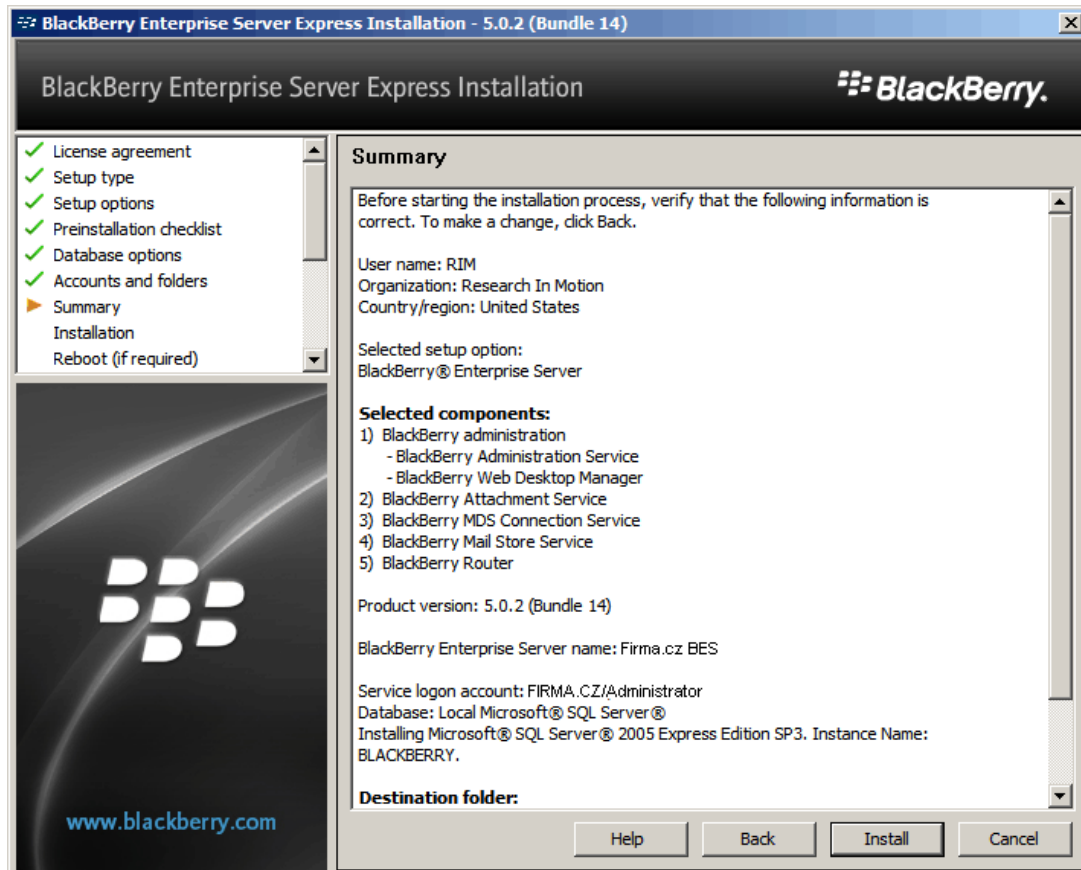 BlackBerry Enterprise Server Express Installation - 5.0.2 (Bundle 14)
BlackBerry Enterprise Server Express Installation
BlackBerry.
License agreement
Setup type
Setup options
Preinstallation checklist
Database options
Accounts and folders
Summary
Installation
Reboot (if required)
www.blackberry.com
Summary
Before starting the installation process, verify that the following information is
correct. To make a change, click Back.
User name: RIM
Organization: Research In Motion
Country/region: United States
Selected setup option:
BlackBerry® Enterprise Server
Selected components:
1) BlackBerry administration
- BlackBerry Administration Service
- BlackBerry Web Desktop Manager
2) BlackBerry Attachment Service
3) BlackBerry MDS Connection Service
4) BlackBerry Mail Store Service
5) BlackBerry Router
Product version: 5.0.2 (Bundle 14)
BlackBerry Enterprise Server name: Firma.cz BES
Service logon account: FIRMA.CZ/Administrator
Database: Local Microsoft® SQL Server®
Installing Microsoft® SQL Server® 2005 Express Edition SP3. Instance Name:
BLACKBERRY.
Destination folder:
Help Back Install Cancel